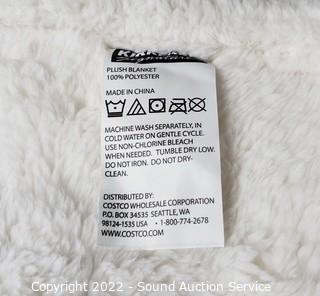 Signature
PLUSH BLANKET
100% POLYESTER
MADE IN CHINA
MACHINE WASH SEPARATELY, IN
COLD WATER ON GENTLE CYCLE.
USE NON-CHLORINE BLEACH
WHEN NEEDED. TUMBLE DRY LOW.
DO NOT IRON. DO NOT DRY-
CLEAN.
DISTRIBUTED BY:
COSTCO WHOLESALE CORPORATION
P.O. BOX 34535 SEATTLE, WA
98124-1535 USA • 1-800-774-2678
WWW.COSTCO.COM
Copyright 2022 - Sound Auction Service